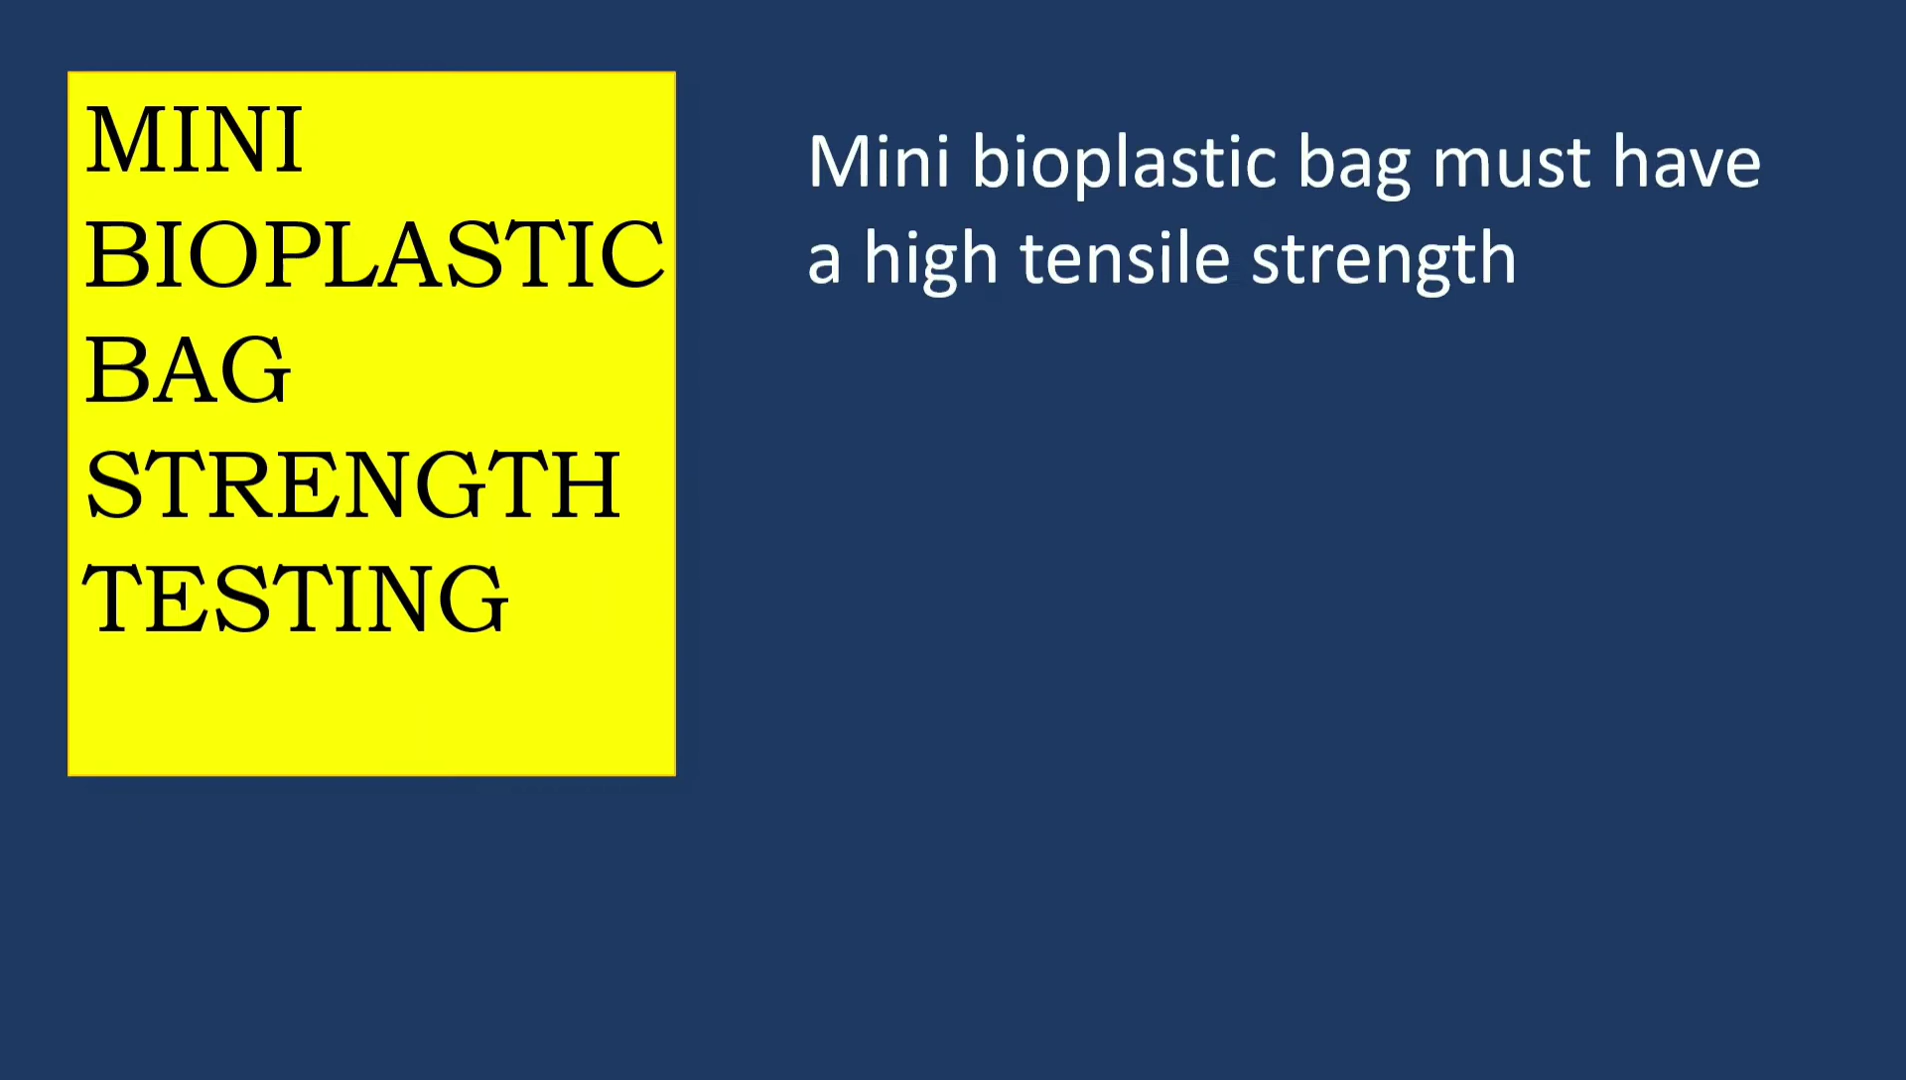 MINI
BIOPLASTIC
BAG
STRENGTH
TESTING
Mini bioplastic bag must have
a high tensile strength